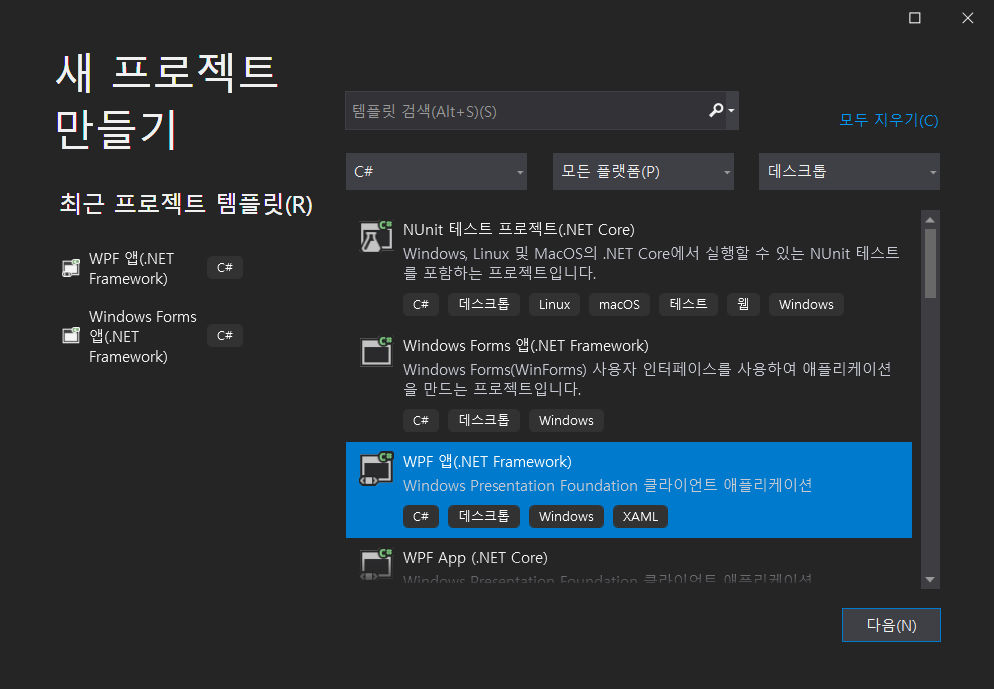 새 프로젝트
만들기
최근 프로젝트 템플릿(R)
WPF 앱(.NET
Framework)
C#
Windows Forms
앱(.NET
Framework)
C#
템플릿 검색(Alt+S)(S)
모두 지우기(C)
C#
모든 플랫폼(P)
데스크톱
NUnit 테스트 프로젝트(.NET Core)
Windows, Linux 및 MacOS의 .NET Core에서 실행할 수 있는 NUnit 테스트
를 포함하는 프로젝트입니다.
C# 데스크톱 Linux macOS 테스트 웹 Windows
Windows Forms 앱(.NET Framework)
Windows Forms(WinForms) 사용자 인터페이스를 사용하여 애플리케이션
을 만드는 프로젝트입니다.
C# 데스크톱 Windows
WPF 앱(.NET Framework)
Windows Presentation Foundation 클라이언트 애플리케이션
C# 데스크톱 Windows XAML
WPF App (.NET Core)
Windows Presentation Foundation 클라이언트 애플리케이션
다음(N)